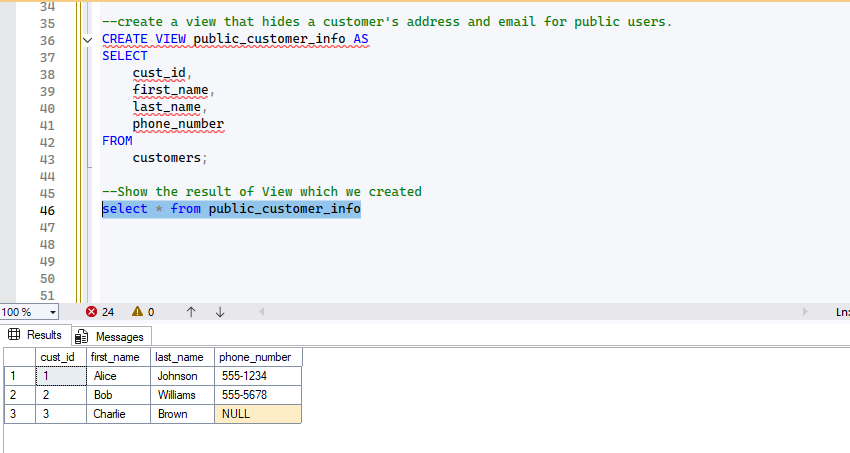 34
35 --create a view that hides a customer's address and email for public users.
36 CREATE VIEW public_customer_info AS
37 SELECT
38 cust_id,
39 first_name,
40 last_name,
41 phone_number
42 FROM
43 customers;
44
45 --Show the result of View which we created
46 select * from public_customer_info
47
48
49
50
51
100 % 24 0 Ln:
Results Messages
cust_id first_name last_name phone_number
1 1 Alice Johnson 555-1234
2 2 Bob Williams 555-5678
3 3 Charlie Brown NULL